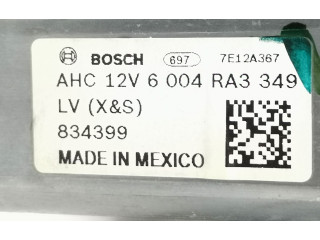 BOSCH 697 7E12A367
AHC 12V 6 004 RA3 349
LV (X&S)
834399
MADE IN MEXICO